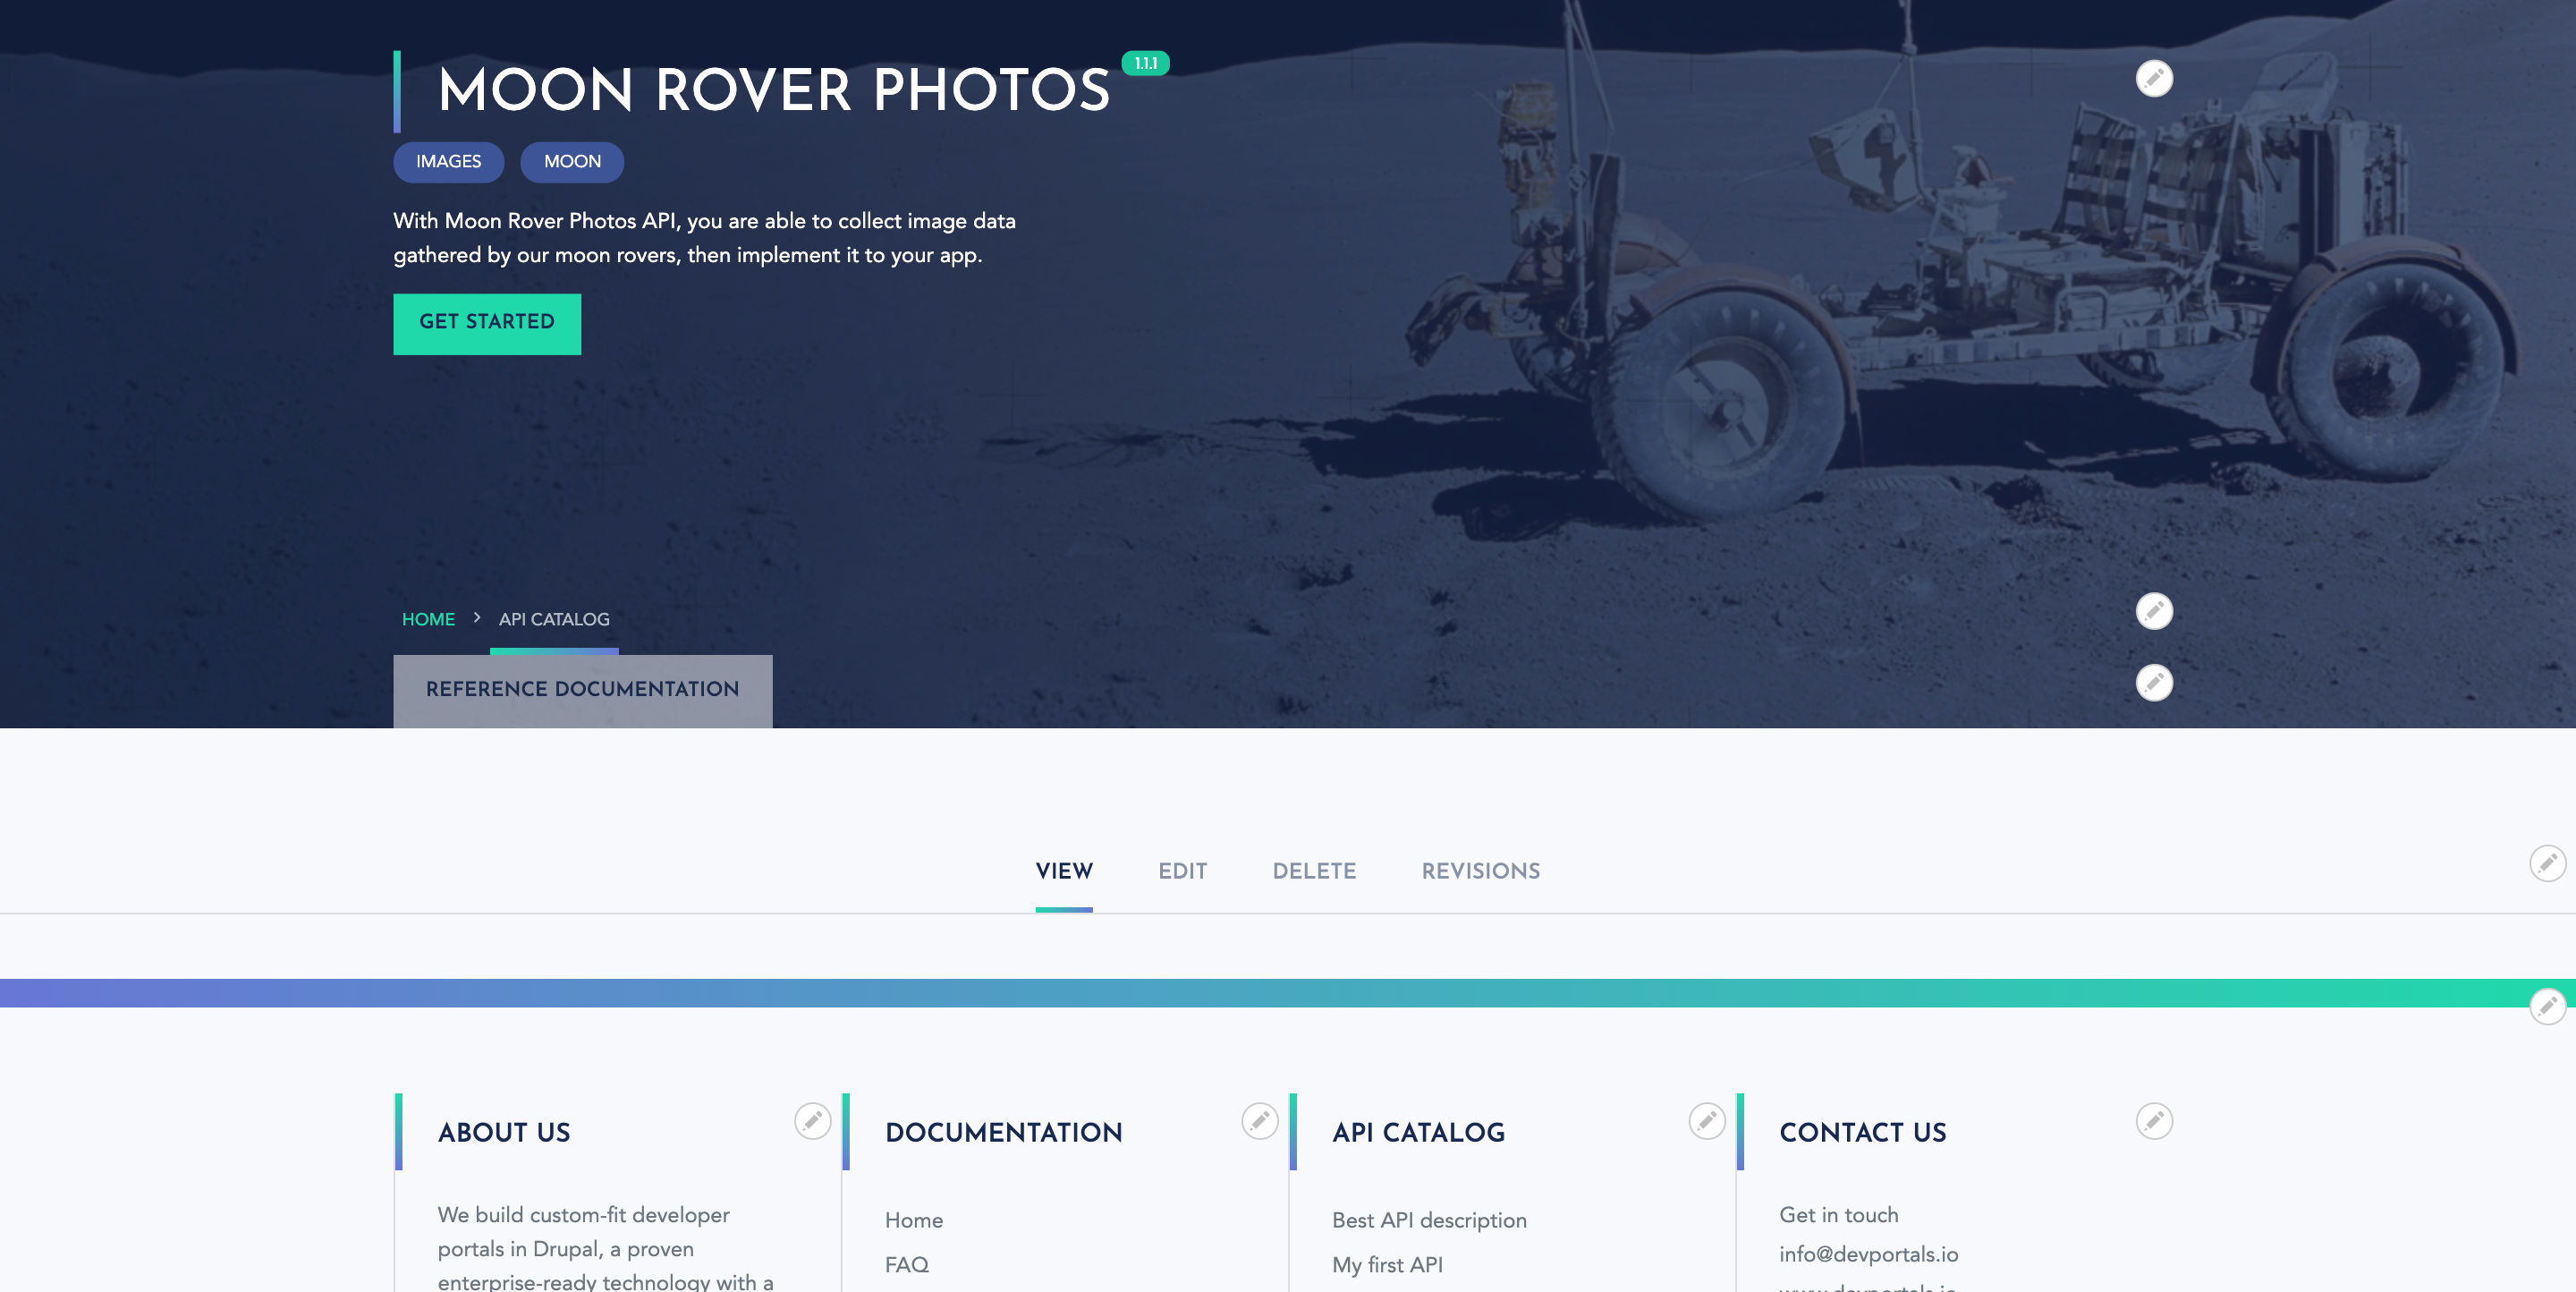 MOON ROVER PHOTOS 1.1.1
IMAGES MOON
With Moon Rover Photos API, you are able to collect image data
gathered by our moon rovers, then implement it to your app.
GET STARTED
HOME > API CATALOG
REFERENCE DOCUMENTATION
VIEW EDIT DELETE REVISIONS
ABOUT US
We build custom-fit developer
portals in Drupal, a proven
enterprise-ready technology with a
DOCUMENTATION
Home
FAQ
API CATALOG
Best API description
My first API
CONTACT US
Get in touch
info@devportals.io
www.devportals.io